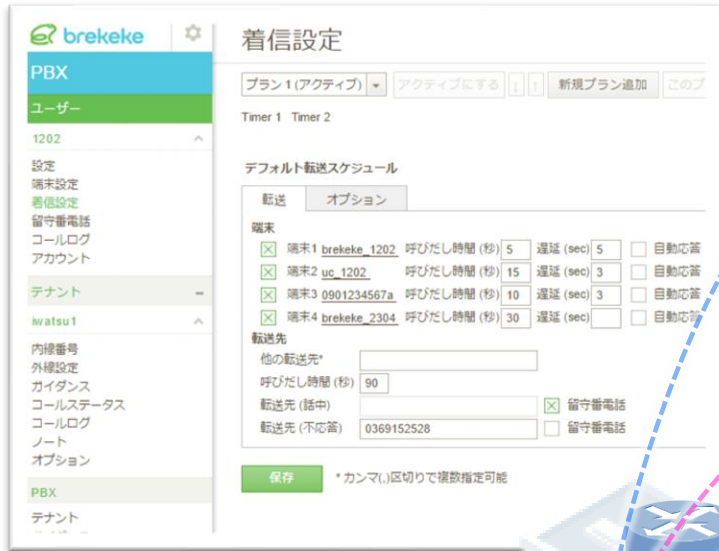 brekeke
PBX
ユーザー
1202
設定
端末設定
着信設定
留守番電話
コールログ
アカウント
テナント
iwatsu1
内線番号
外線設定
ガイダンス
コールステータス
コールログ
ノート
オプション
PBX
テナント
着信設定
プラン 1 (アクティブ) アクティブにする ↓ ↑ 新規プラン追加 このプ
Timer 1 Timer 2
デフォルト転送スケジュール
転送 オプション
端末
端末1 brekeke_1202 呼びだし時間 (秒) 5 遅延 (sec) 5 自動応答
端末2 uc_1202 呼びだし時間 (秒) 15 遅延 (sec) 3 自動応答
端末3 0901234567a 呼びだし時間 (秒) 10 遅延 (sec) 3 自動応答
端末4 brekeke_2304 呼びだし時間 (秒) 30 遅延 (sec) 自動応答
転送先
他の転送先*
呼びだし時間 (秒) 90
転送先 (話中) 留守番電話
転送先 (不応答) 0369152528 留守番電話
保存 * カンマ(,)区切りで複数指定可能